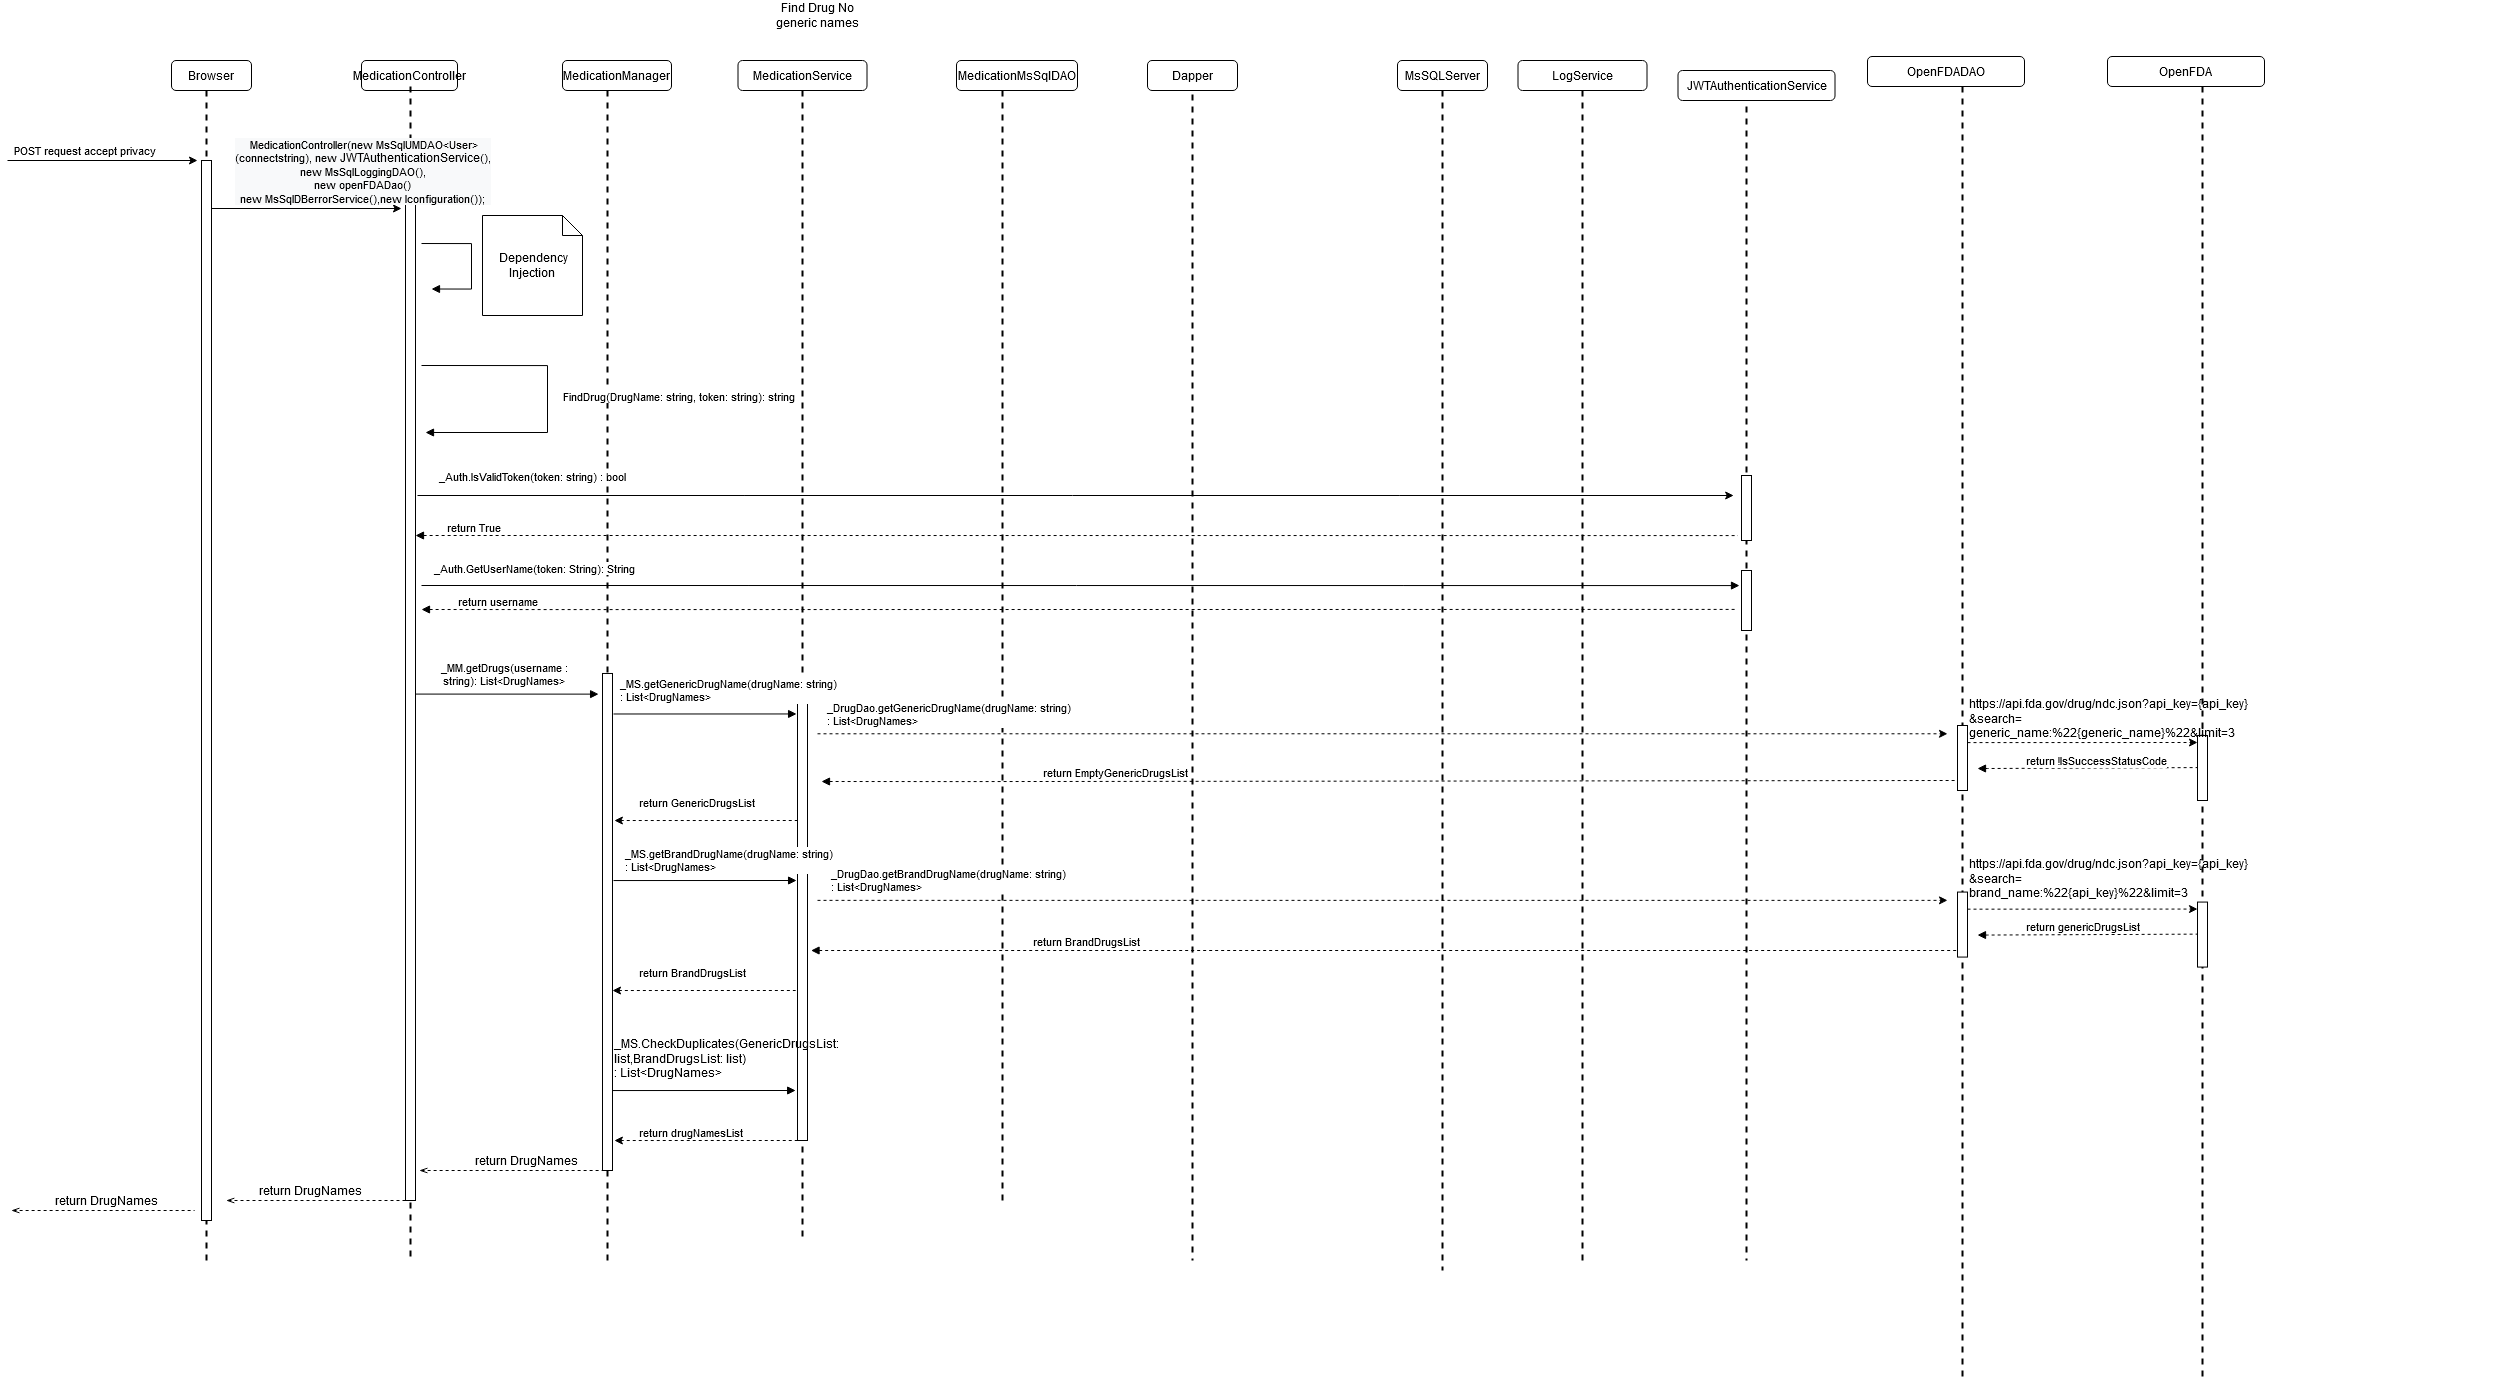 Find Drug No
generic names
Browser
MedicationController
MedicationManager
MedicationService
MedicationMsSqlDAO
Dapper
MsSQLServer
LogService
JWTAuthenticationService
OpenFDADAO
OpenFDA
POST request accept privacy
MedicationController(new MsSqlUMDAO<User>
(connectstring), new JWTAuthenticationService(),
new MsSqlLoggingDAO(),
new openFDADao()
new MsSqlDBerrorService(),new Iconfiguration());
Dependency
Injection
FindDrug(DrugName: string, token: string): string
_Auth.IsValidToken(token: string) : bool
return True
_Auth.GetUserName(token: String): String
return username
_MM.getDrugs(username :
string): List<DrugNames>
_MS.getGenericDrugName(drugName: string)
: List<DrugNames>
_DrugDao.getGenericDrugName(drugName: string)
: List<DrugNames>
https://api.fda.gov/drug/ndc.json?api_key={api_key}
&search=
generic_name:%22{generic_name}%22&limit=3
return !IsSuccessStatusCode
return EmptyGenericDrugsList
return GenericDrugsList
_MS.getBrandDrugName(drugName: string)
: List<DrugNames>
_DrugDao.getBrandDrugName(drugName: string)
: List<DrugNames>
https://api.fda.gov/drug/ndc.json?api_key={api_key}
&search=
brand_name:%22{api_key}%22&limit=3
return genericDrugsList
return BrandDrugsList
return BrandDrugsList
_MS.CheckDuplicates(GenericDrugsList:
list,BrandDrugsList: list)
: List<DrugNames>
return drugNamesList
return DrugNames
return DrugNames
return DrugNames